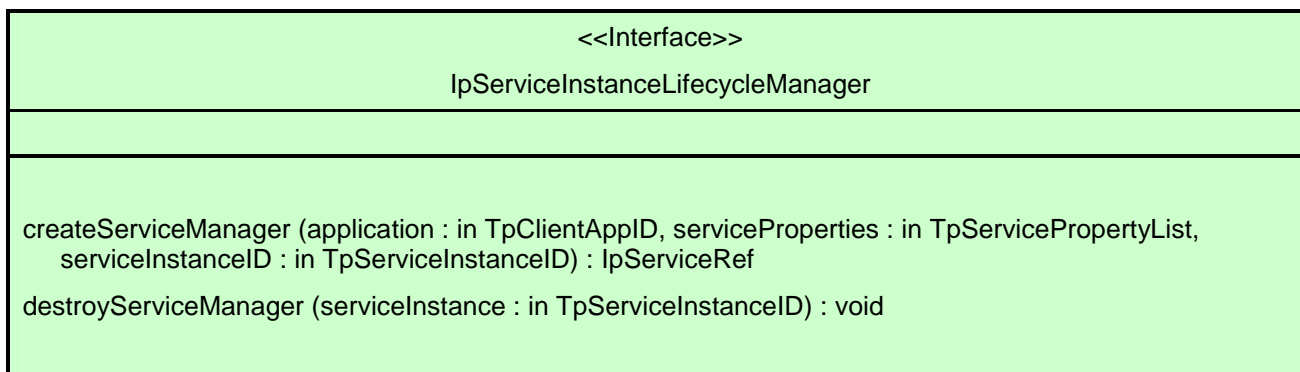 <<Interface>>
IpServiceInstanceLifecycleManager
createServiceManager (application : in TpClientAppID, serviceProperties : in TpServicePropertyList,
serviceInstanceID : in TpServiceInstanceID) : IpServiceRef
destroyServiceManager (serviceInstance : in TpServiceInstanceID) : void